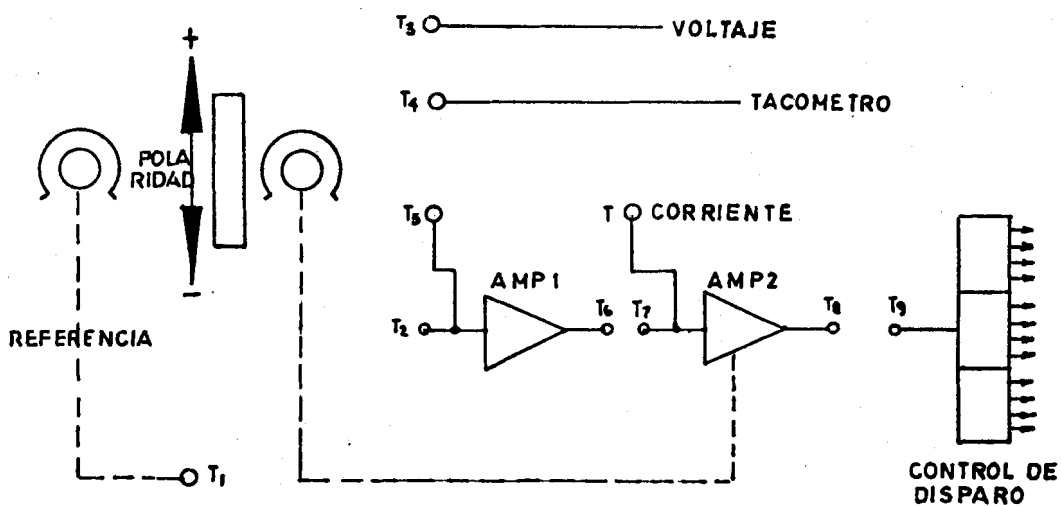 T3 VOLTAJE
+
T4 TACOMETRO
POLA
RIDAD
T5
T CORRIENTE
AMP1
AMP2
T2
T6
T7
T8
T9
-
REFERENCIA
T1
CONTROL DE
DISPARO